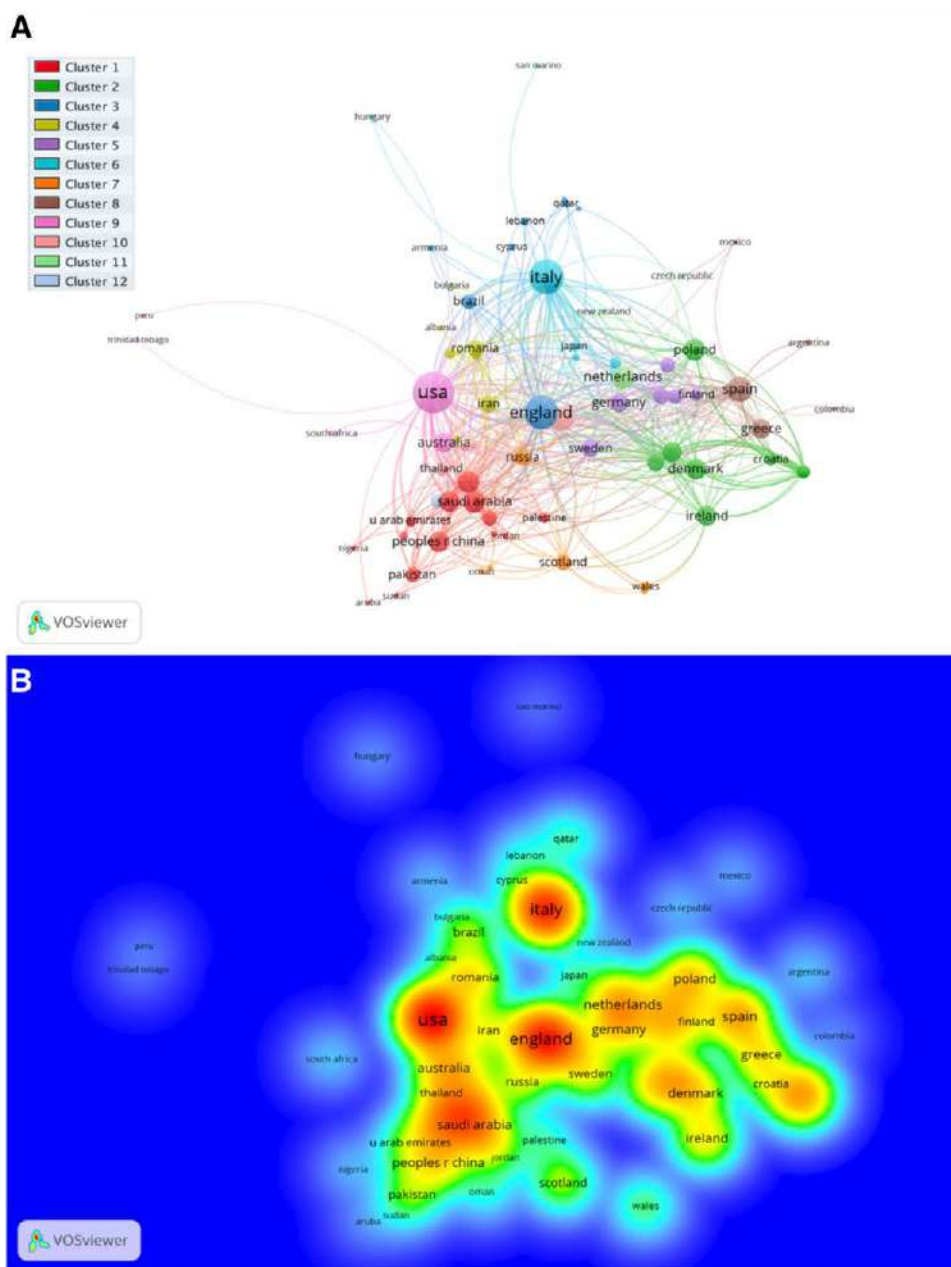 A
Cluster 1
Cluster 2
Cluster 3
Cluster 4
Cluster 5
Cluster 6
Cluster 7
Cluster 8
Cluster 9
Cluster 10
Cluster 11
Cluster 12
san marino
hungary
qatar
lebanon
armenia
cyprus
mexico
italy
czech republic
bulgaria
brazil
new zealand
peru
albania
trinidad tobago
romania
japan
poland
argentina
netherlands
usa
iran
germany
finland
spain
england
colombia
south africa
australia
russia
sweden
greece
thailand
denmark
croatia
saudi arabia
u arab emirates
palestine
ireland
peoples r china
jordan
nigeria
pakistan
oman
scotland
wales
aruba
sudan
VOSviewer
B
san marino
hungary
qatar
lebanon
armenia
cyprus
mexico
italy
czech republic
bulgaria
brazil
new zealand
peru
albania
trinidad tobago
romania
japan
poland
argentina
netherlands
usa
iran
england
germany
finland
spain
colombia
south africa
australia
russia
sweden
greece
thailand
denmark
croatia
saudi arabia
u arab emirates
palestine
ireland
peoples r china
jordan
nigeria
pakistan
oman
scotland
wales
aruba
sudan
VOSviewer